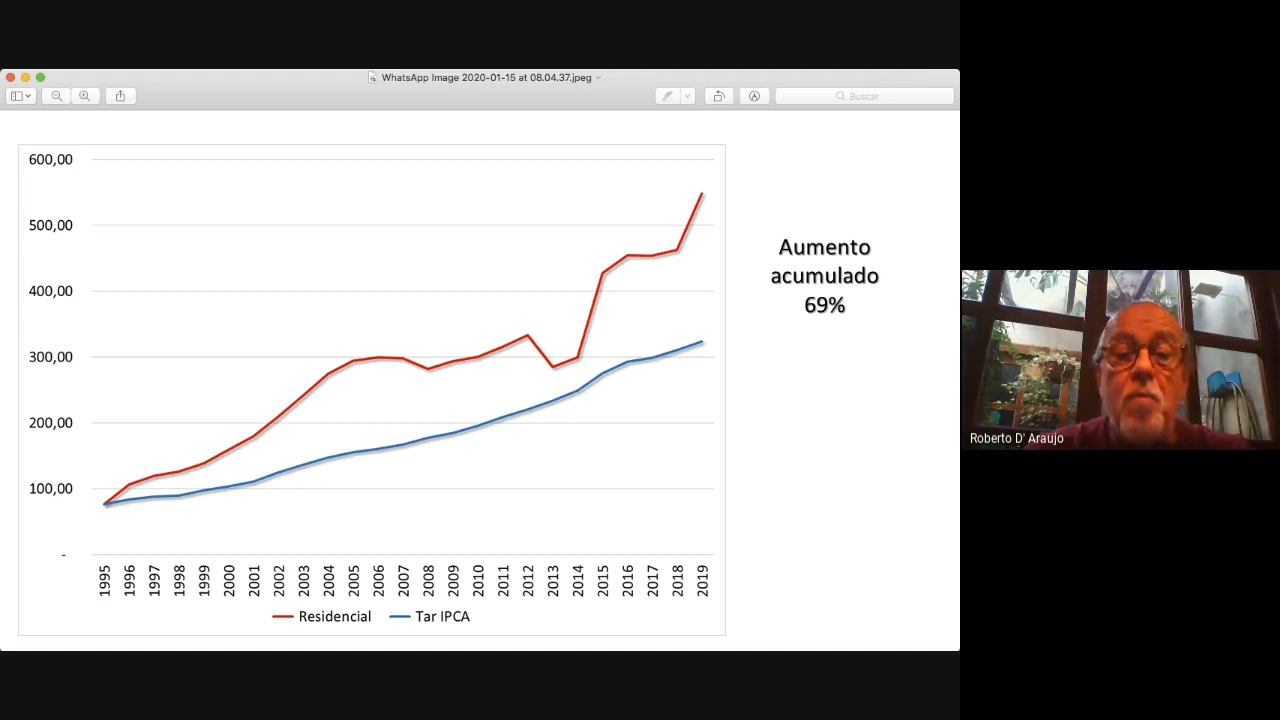 WhatsApp Image 2020-01-15 at 08.04.37.jpeg
Buscar
600,00
500,00
400,00
300,00
200,00
100,00
-
1995 1996 1997 1998 1999 2000 2001 2002 2003 2004 2005 2006 2007 2008 2009 2010 2011 2012 2013 2014 2015 2016 2017 2018 2019
Residencial Tar IPCA
Aumento
acumulado
69%
Roberto D' Araujo